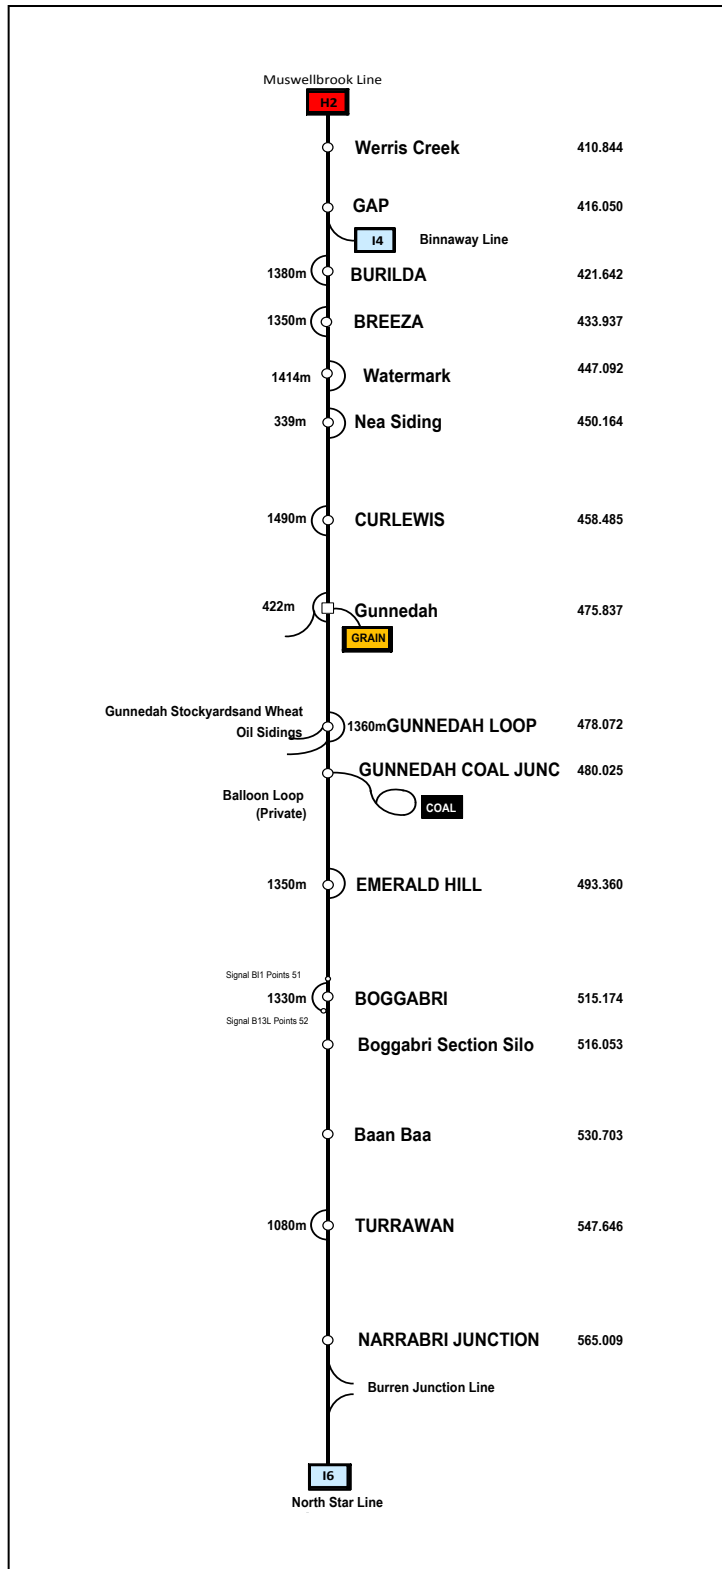 Muswellbrook Line
H2
Werris Creek 410.844
GAP 416.050
I4 Binnaway Line
1380m BURILDA 421.642
1350m BREEZA 433.937
1414m Watermark 447.092
339m Nea Siding 450.164
1490m CURLEWIS 458.485
422m Gunnedah 475.837
GRAIN
Gunnedah Stockyardsand Wheat
Oil Sidings
1360m GUNNEDAH LOOP 478.072
GUNNEDAH COAL JUNC 480.025
Balloon Loop
(Private)
COAL
1350m EMERALD HILL 493.360
Signal BI1 Points 51
1330m BOGGABRI 515.174
Signal B13L Points 52
Boggabri Section Silo 516.053
Baan Baa 530.703
1080m TURRAWAN 547.646
NARRABRI JUNCTION 565.009
Burren Junction Line
I6
North Star Line